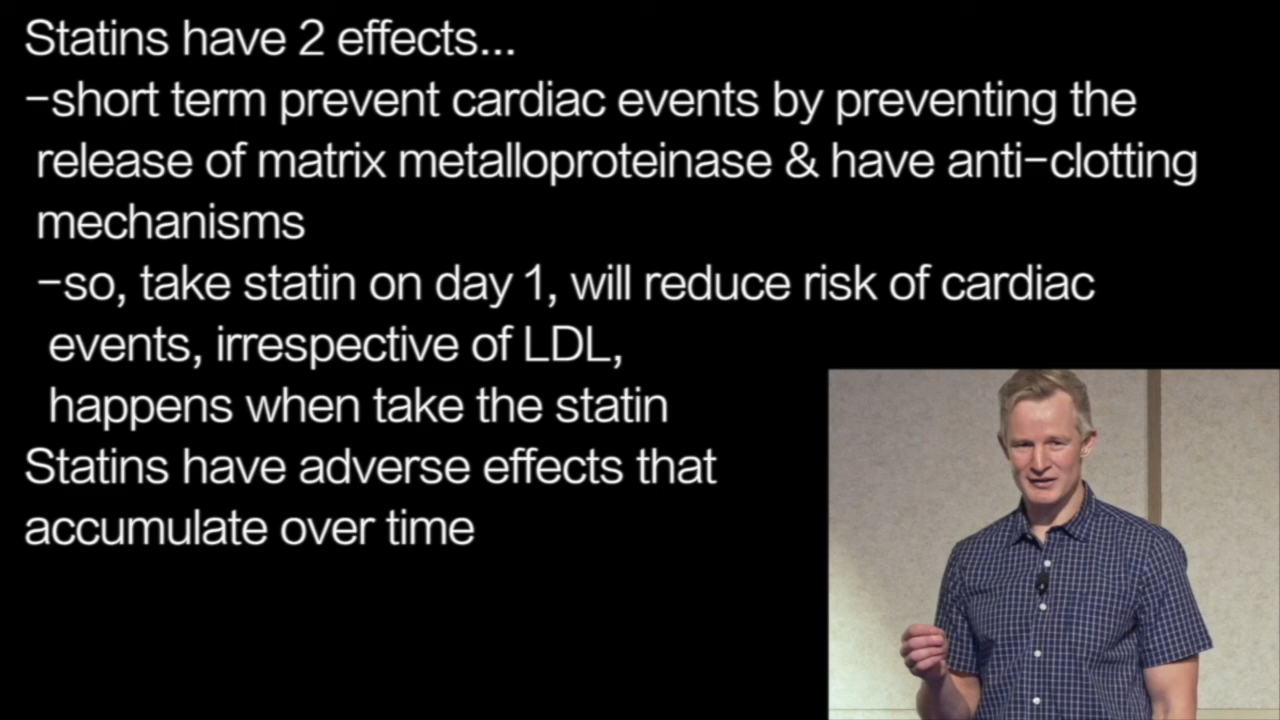 Statins have 2 effects...
-short term prevent cardiac events by preventing the
release of matrix metalloproteinase & have anti-clotting
mechanisms
-so, take statin on day 1, will reduce risk of cardiac
events, irrespective of LDL,
happens when take the statin
Statins have adverse effects that
accumulate over time